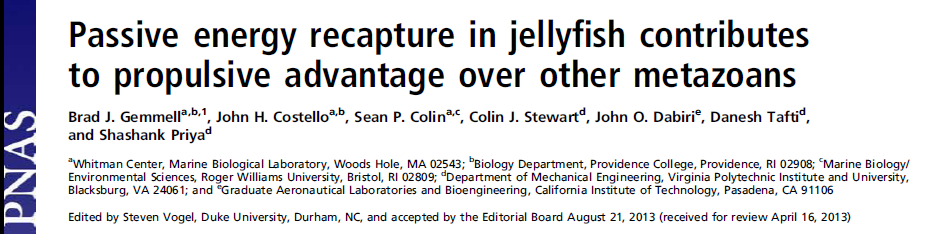 PNAS
Passive energy recapture in jellyfish contributes
to propulsive advantage over other metazoans
Brad J. Gemmell^a,b,1, John H. Costello^a,b, Sean P. Colin^a,c, Colin J. Stewart^d, John O. Dabiri^e, Danesh Tafti^d,
and Shashank Priya^d
^aWhitman Center, Marine Biological Laboratory, Woods Hole, MA 02543; ^bBiology Department, Providence College, Providence, RI 02908; ^cMarine Biology/
Environmental Sciences, Roger Williams University, Bristol, RI 02809; ^dDepartment of Mechanical Engineering, Virginia Polytechnic Institute and University,
Blacksburg, VA 24061; and ^eGraduate Aeronautical Laboratories and Bioengineering, California Institute of Technology, Pasadena, CA 91106
Edited by Steven Vogel, Duke University, Durham, NC, and accepted by the Editorial Board August 21, 2013 (received for review April 16, 2013)